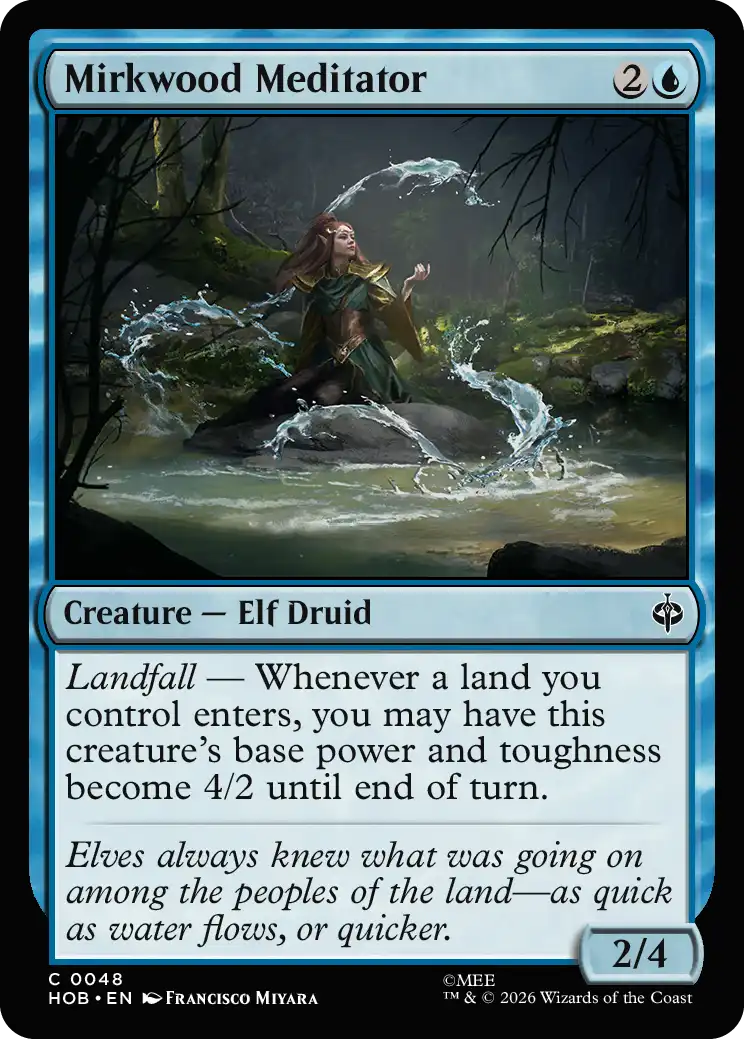 Mirkwood Meditator 2
Creature — Elf Druid
Landfall — Whenever a land you
control enters, you may have this
creature's base power and toughness
become 4/2 until end of turn.
Elves always knew what was going on
among the peoples of the land—as quick
as water flows, or quicker.
2/4
C 0048
HOB • EN Francisco Miyara
©MEE
™ & © 2026 Wizards of the Coast